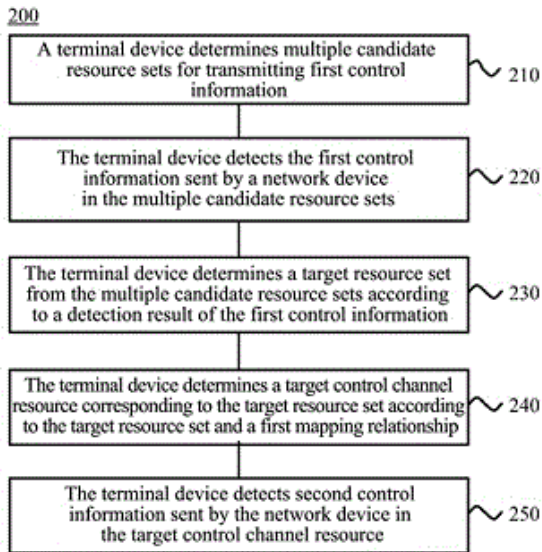 200
A terminal device determines multiple candidate
resource sets for transmitting first control
information
210
The terminal device detects the first control
information sent by a network device
in the multiple candidate resource sets
220
The terminal device determines a target resource set
from the multiple candidate resource sets according
to a detection result of the first control information
230
The terminal device determines a target control channel
resource corresponding to the target resource set according
to the target resource set and a first mapping relationship
240
The terminal device detects second control
information sent by the network device in
the target control channel resource
250